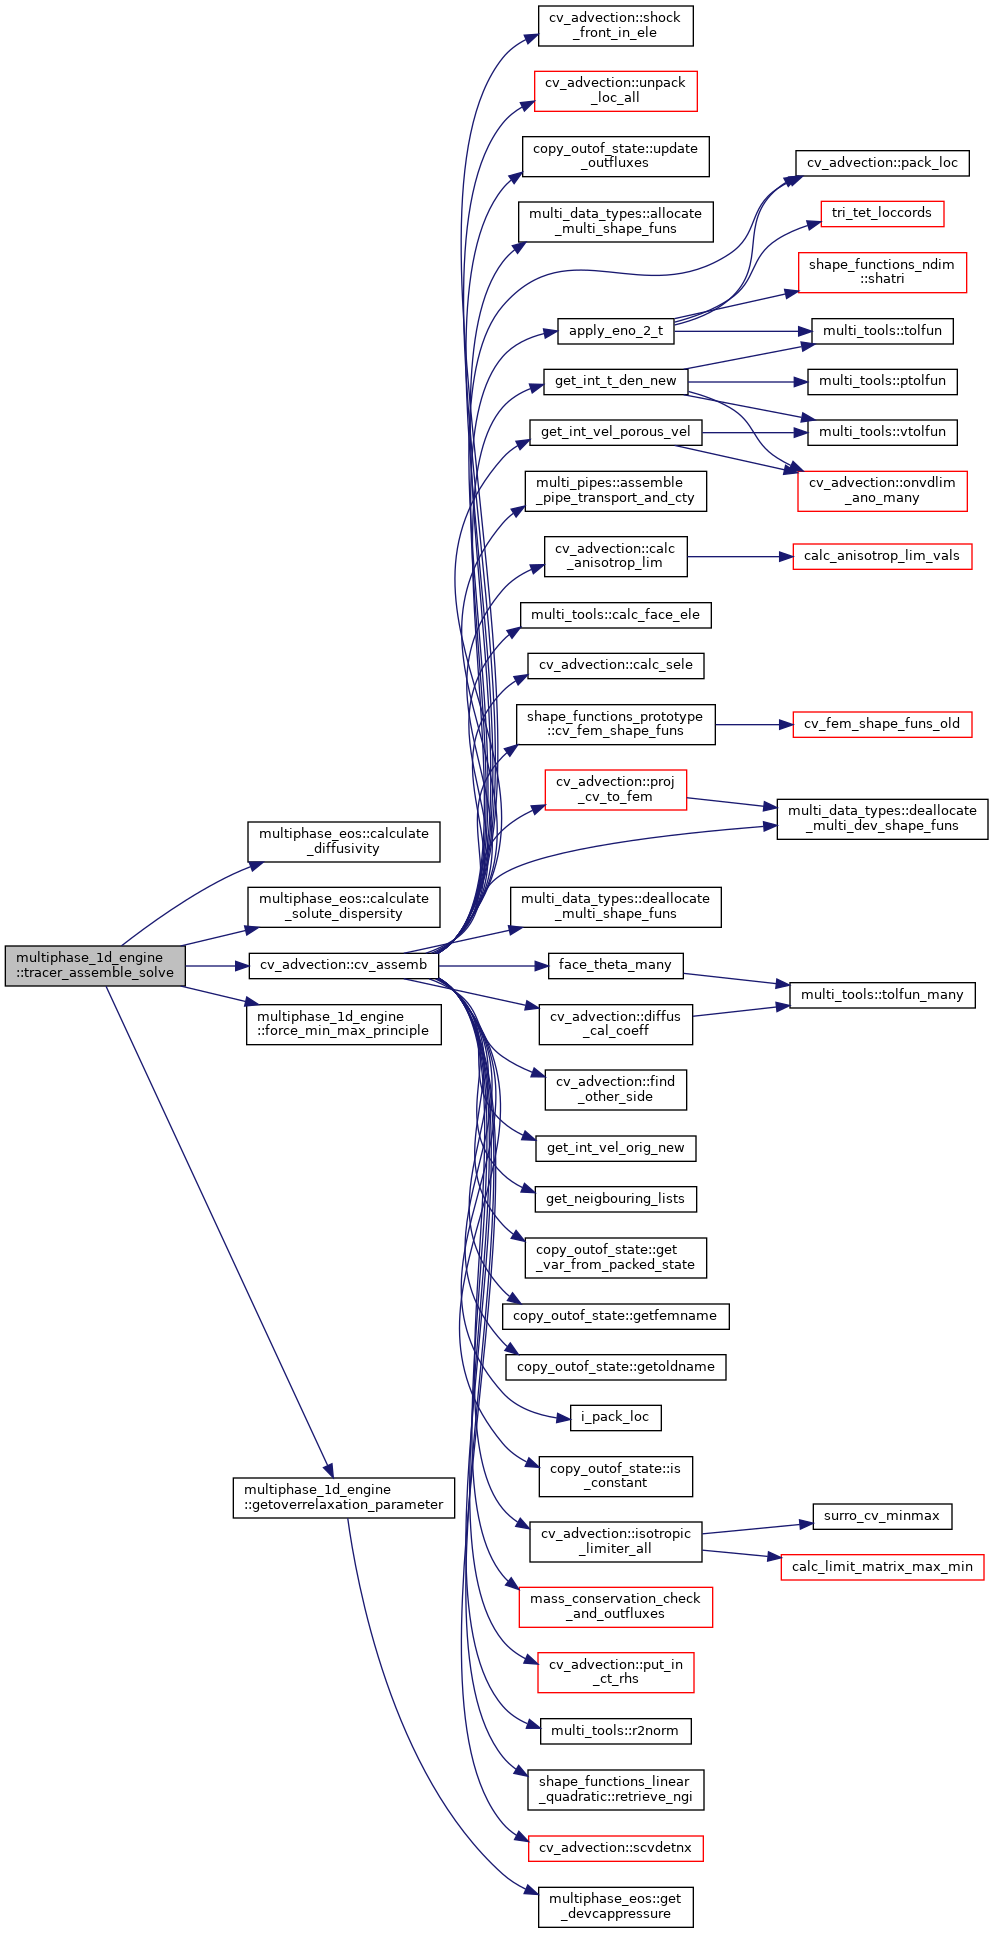 multiphase_1d_engine
::tracer_assemble_solve
multiphase_eos::calculate
_diffusivity
multiphase_eos::calculate
_solute_dispersity
cv_advection::cv_assemb
multiphase_1d_engine
::force_min_max_principle
multiphase_1d_engine
::getoverrelaxation_parameter
cv_advection::shock
_front_in_ele
cv_advection::unpack
_loc_all
copy_outof_state::update
_outfluxes
multi_data_types::allocate
_multi_shape_funs
apply_eno_2_t
get_int_t_den_new
get_int_vel_porous_vel
multi_pipes::assemble
_pipe_transport_and_cty
cv_advection::calc
_anisotrop_lim
multi_tools::calc_face_ele
cv_advection::calc_sele
shape_functions_prototype
::cv_fem_shape_funs
cv_advection::proj
_cv_to_fem
multi_data_types::deallocate
_multi_shape_funs
face_theta_many
cv_advection::diffus
_cal_coeff
cv_advection::find
_other_side
get_int_vel_orig_new
get_neigbouring_lists
copy_outof_state::get
_var_from_packed_state
copy_outof_state::getfemname
copy_outof_state::getoldname
i_pack_loc
copy_outof_state::is
_constant
cv_advection::isotropic
_limiter_all
mass_conservation_check
_and_outfluxes
cv_advection::put_in
_ct_rhs
multi_tools::r2norm
shape_functions_linear
_quadratic::retrieve_ngi
cv_advection::scvdetnx
multiphase_eos::get
_devcappressure
cv_advection::pack_loc
tri_tet_loccords
shape_functions_ndim
::shatri
multi_tools::tolfun
multi_tools::ptolfun
multi_tools::vtolfun
cv_advection::onvdlim
_ano_many
calc_anisotrop_lim_vals
cv_fem_shape_funs_old
multi_data_types::deallocate
_multi_dev_shape_funs
multi_tools::tolfun_many
surro_cv_minmax
calc_limit_matrix_max_min